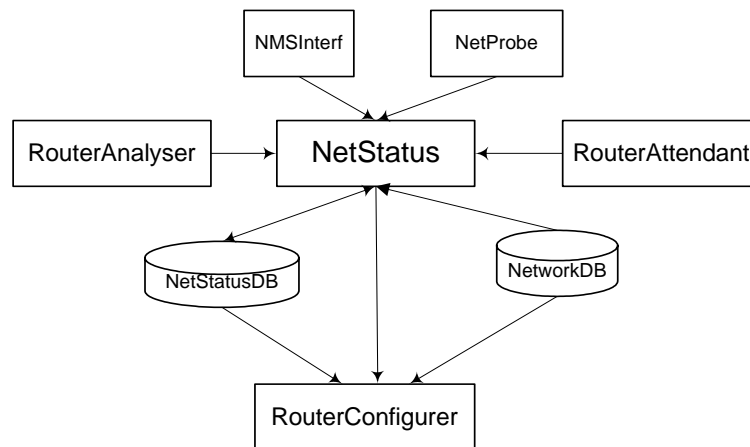 NMSInterf
NetProbe
RouterAnalyser
NetStatus
RouterAttendant
NetStatusDB
NetworkDB
RouterConfigurer